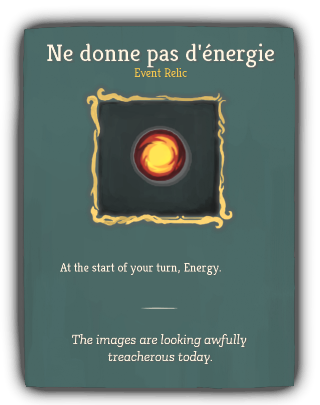 Ne donne pas d'énergie
Event Relic
At the start of your turn, Energy.
The images are looking awfully
treacherous today.